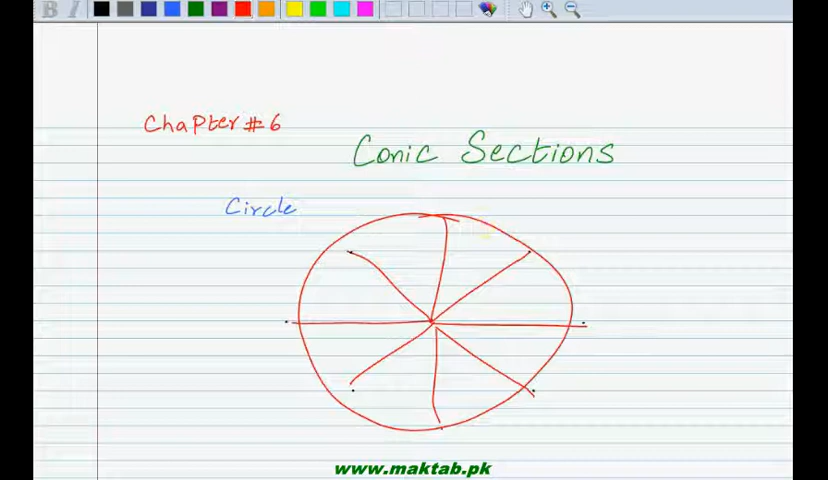 B I
Chapter # 6
Conic Sections
Circle
www.maktab.pk